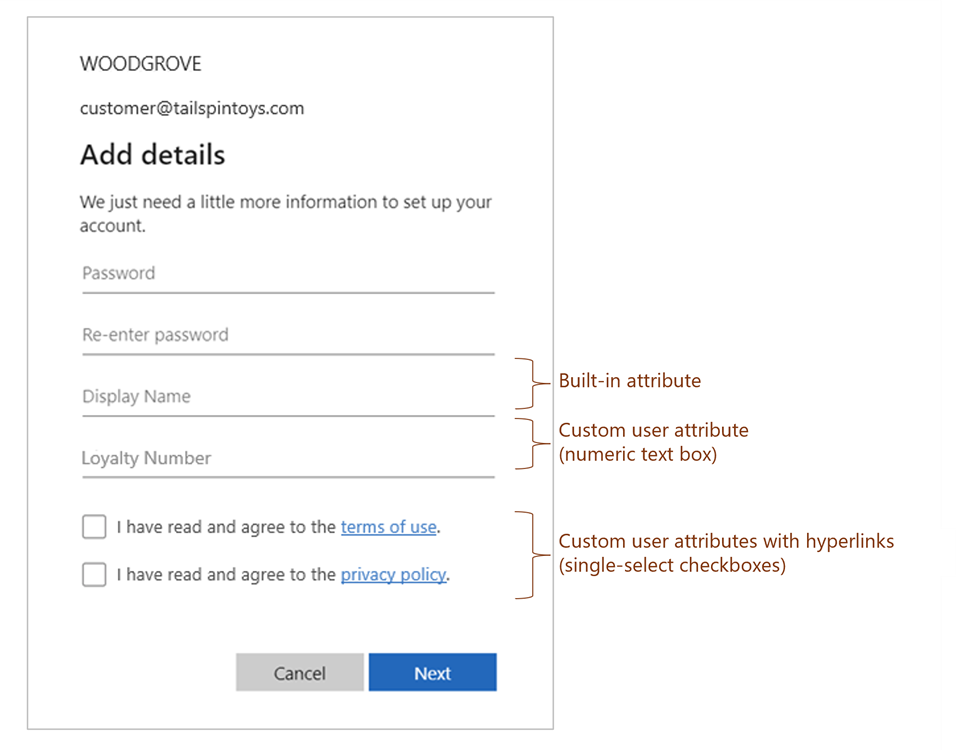 WOODGROVE
customer@tailspintoys.com
Add details
We just need a little more information to set up your
account.
Password
Re-enter password
Display Name
Built-in attribute
Loyalty Number
Custom user attribute
(numeric text box)
I have read and agree to the terms of use.
I have read and agree to the privacy policy.
Custom user attributes with hyperlinks
(single-select checkboxes)
Cancel
Next